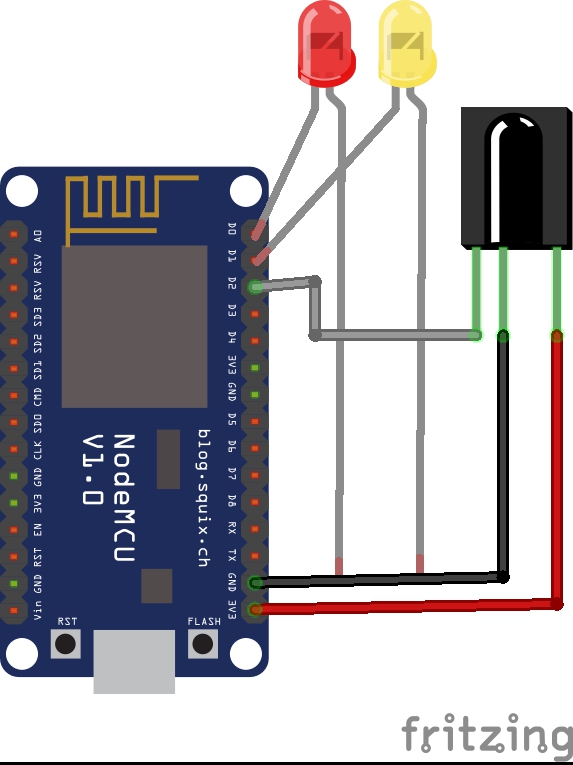 A0
RSV
RSV
SD3
SD2
SD1
CMD
SD0
CLK
GND
3V3
EN
RST
GND
Vin
D0
D1
D2
D3
D4
3V3
GND
D5
D6
D7
D8
RX
TX
GND
3V3
NodeMCU
V1.0
blog.squix.ch
RST
FLASH
fritzing